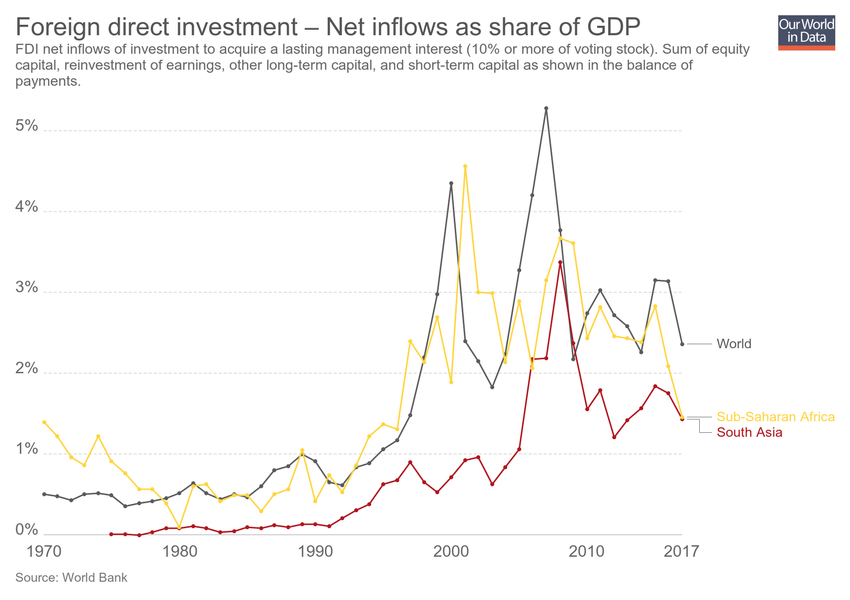 Foreign direct investment – Net inflows as share of GDP
Our World
in Data
FDI net inflows of investment to acquire a lasting management interest (10% or more of voting stock). Sum of equity
capital, reinvestment of earnings, other long-term capital, and short-term capital as shown in the balance of
payments.
5%
4%
3%
2%
1%
0%
World
Sub-Saharan Africa
South Asia
1970
1980
1990
2000
2010
2017
Source: World Bank